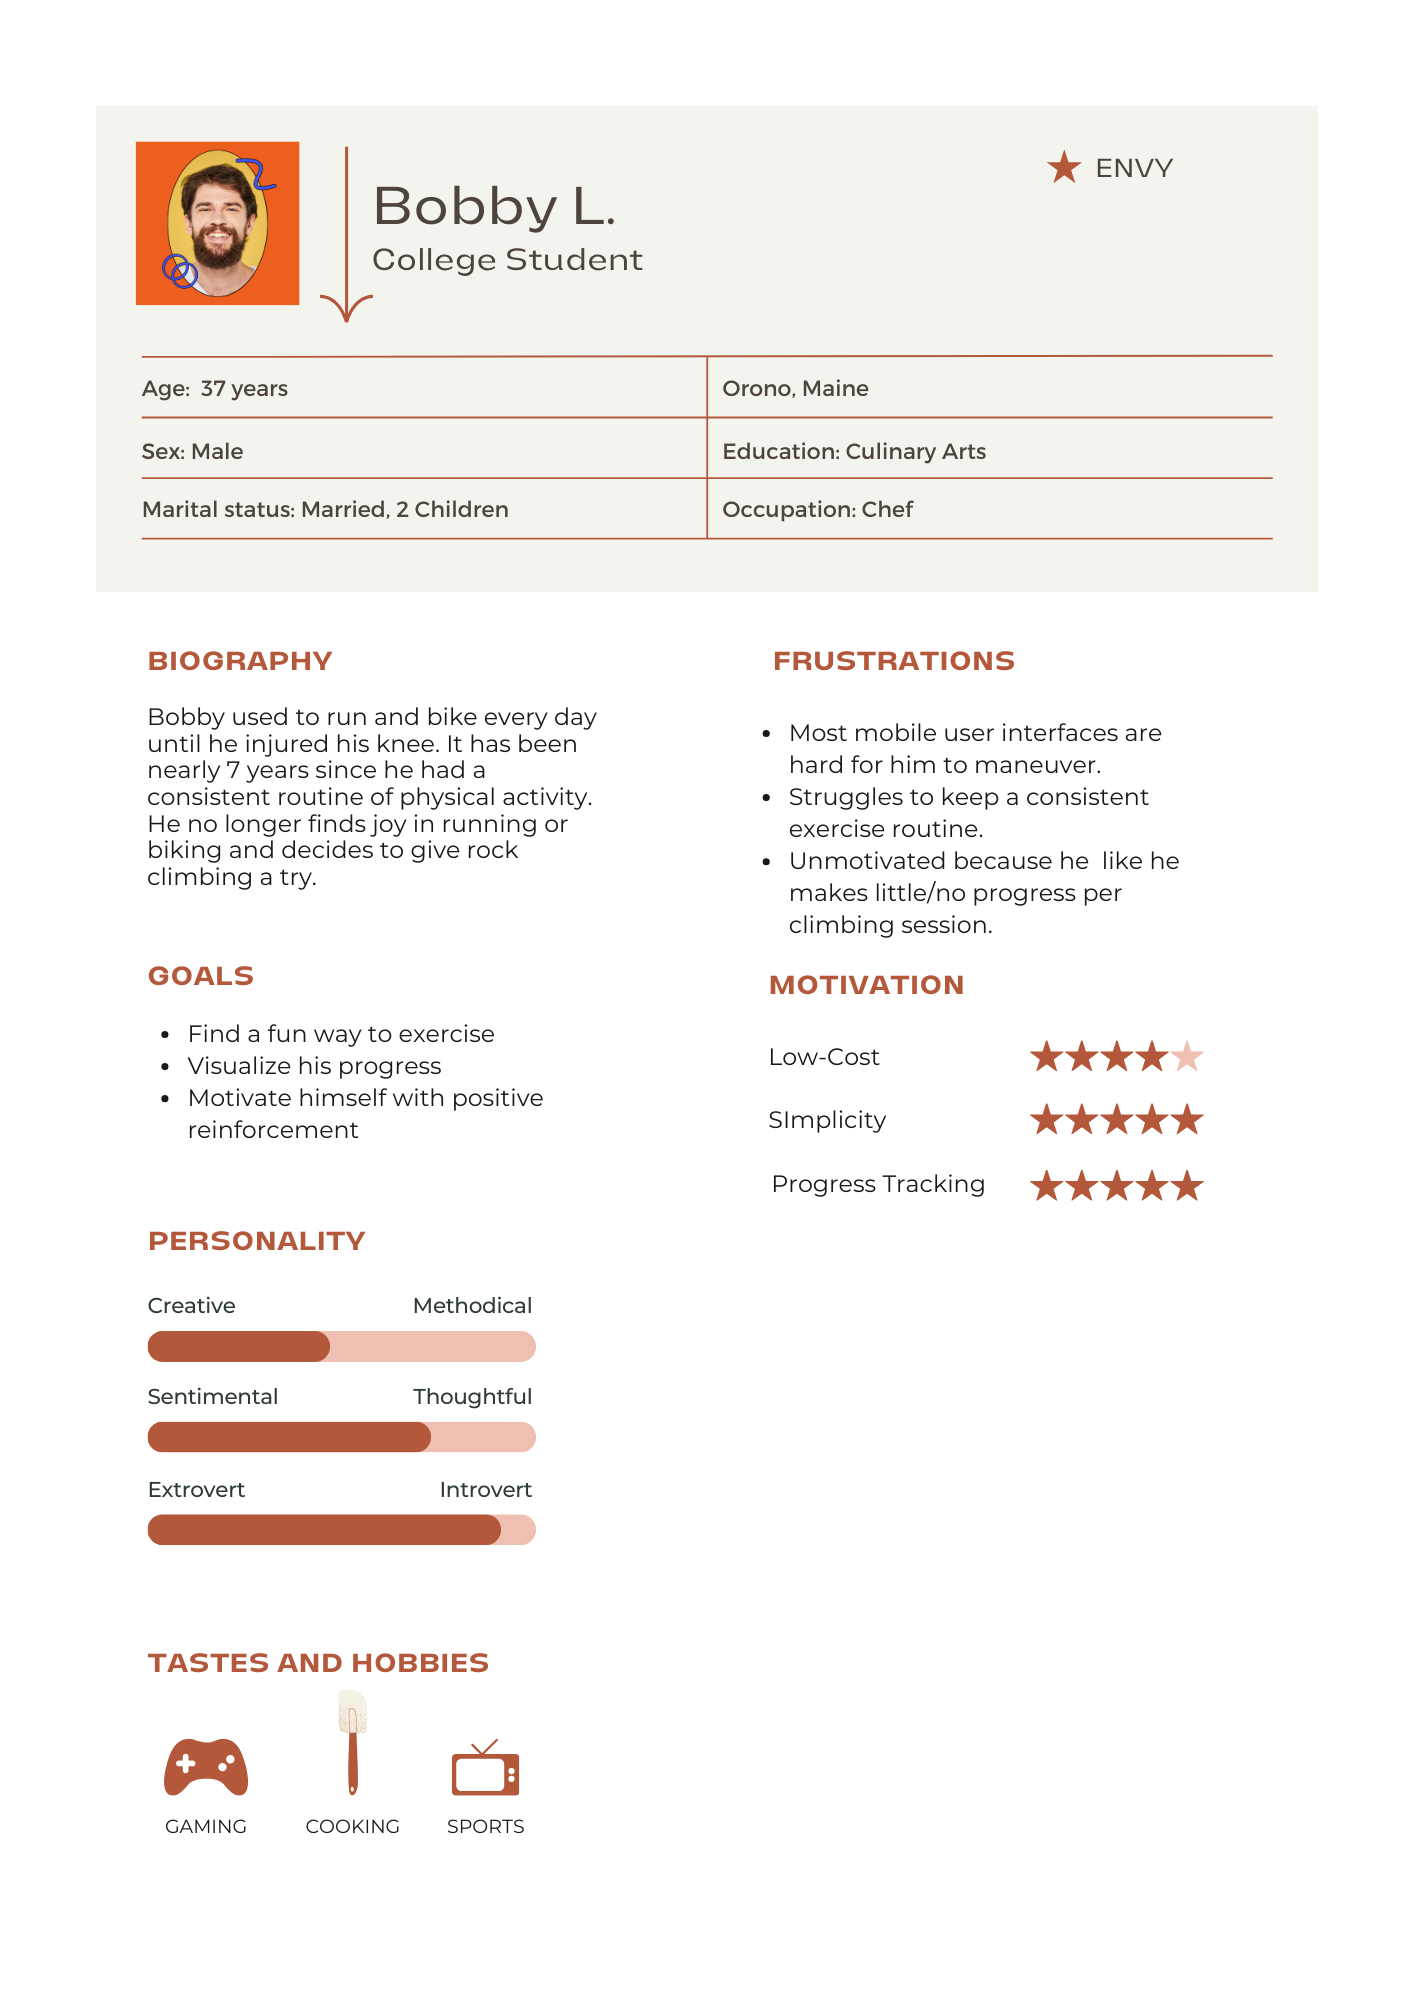 ENVY
Bobby L.
College Student
Age:  37 years
Orono, Maine
Sex: Male
Education: Culinary Arts
Marital status: Married, 2 Children
Occupation: Chef
BIOGRAPHY
Bobby used to run and bike every day
until he injured his knee. It has been
nearly 7 years since he had a
consistent routine of physical activity.
He no longer finds joy in running or
biking and decides to give rock
climbing a try.
GOALS
• Find a fun way to exercise
• Visualize his progress
• Motivate himself with positive
reinforcement
PERSONALITY
Creative
Methodical
Sentimental
Thoughtful
Extrovert
Introvert
TASTES AND HOBBIES
GAMING
COOKING
SPORTS
FRUSTRATIONS
• Most mobile user interfaces are
hard for him to maneuver.
• Struggles to keep a consistent
exercise routine.
• Unmotivated because he  like he
makes little/no progress per
climbing session.
MOTIVATION
Low-Cost
SImplicity
Progress Tracking